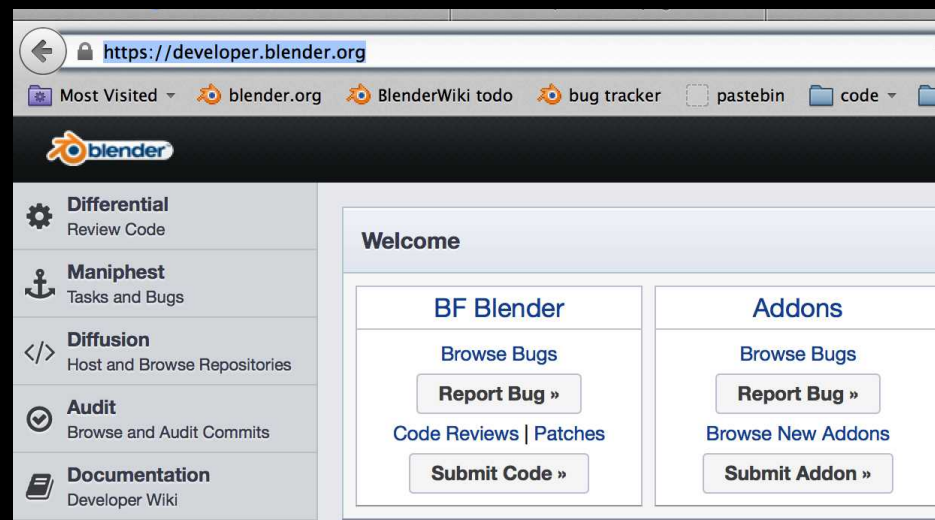 https://developer.blender.org
Most Visited
blender.org
BlenderWiki todo
bug tracker
pastebin
code
blender
Differential
Review Code
Maniphest
Tasks and Bugs
Diffusion
Host and Browse Repositories
Audit
Browse and Audit Commits
Documentation
Developer Wiki
Welcome
BF Blender
Browse Bugs
Report Bug »
Code Reviews | Patches
Submit Code »
Addons
Browse Bugs
Report Bug »
Browse New Addons
Submit Addon »